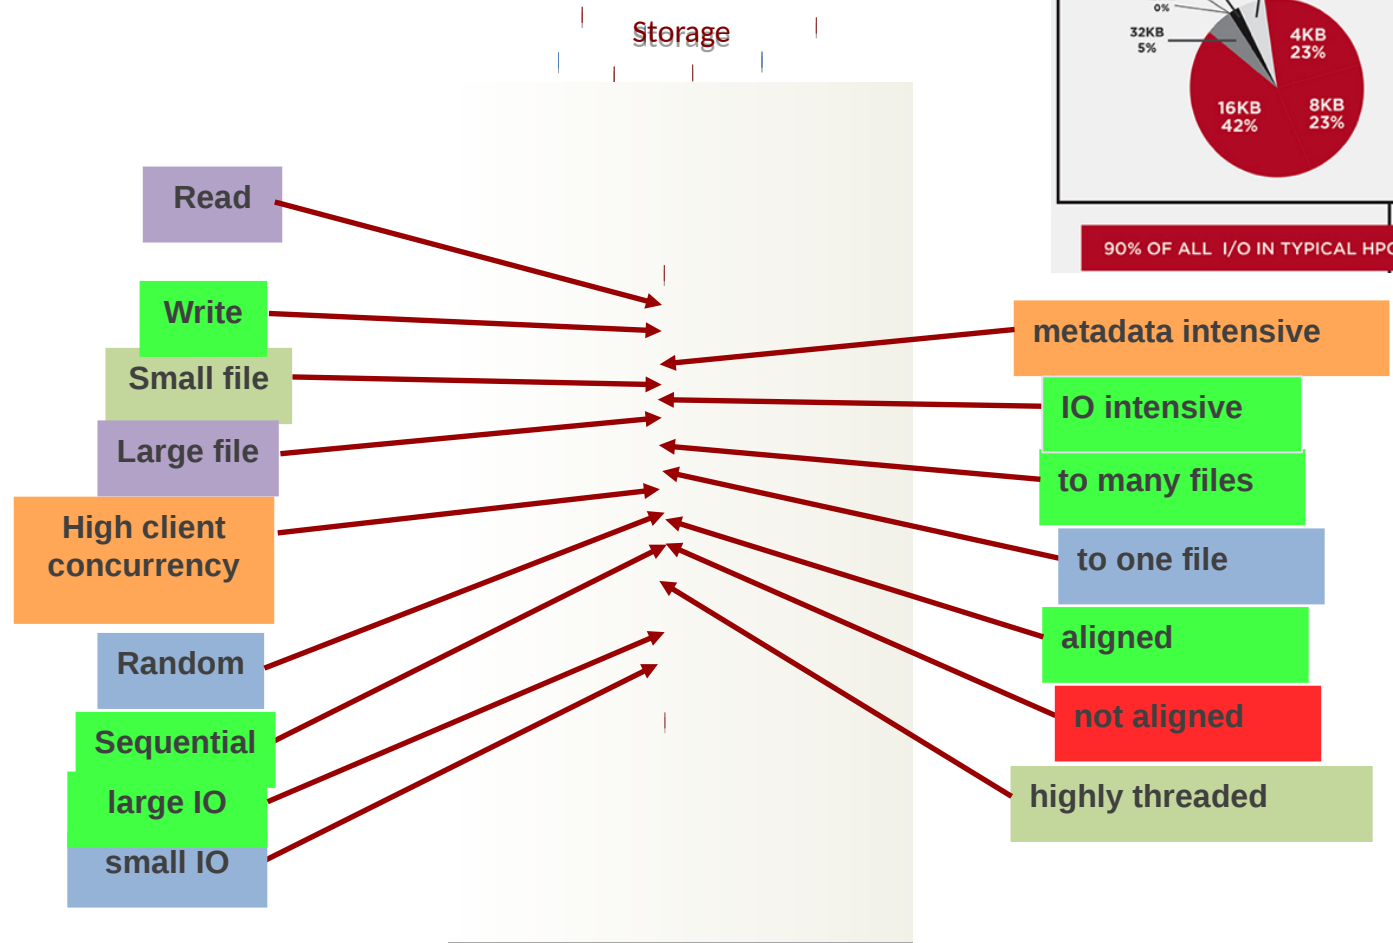 Storage
0%
32KB
5%
4KB
23%
16KB
42%
8KB
23%
90% OF ALL I/O IN TYPICAL HPC
Read
Write
Small file
Large file
High client
concurrency
Random
Sequential
large IO
small IO
metadata intensive
IO intensive
to many files
to one file
aligned
not aligned
highly threaded